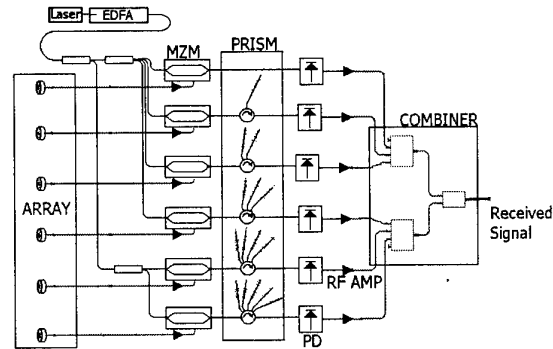 Laser
EDFA
MZM
PRISM
COMBINER
ARRAY
Received
Signal
RF AMP
PD